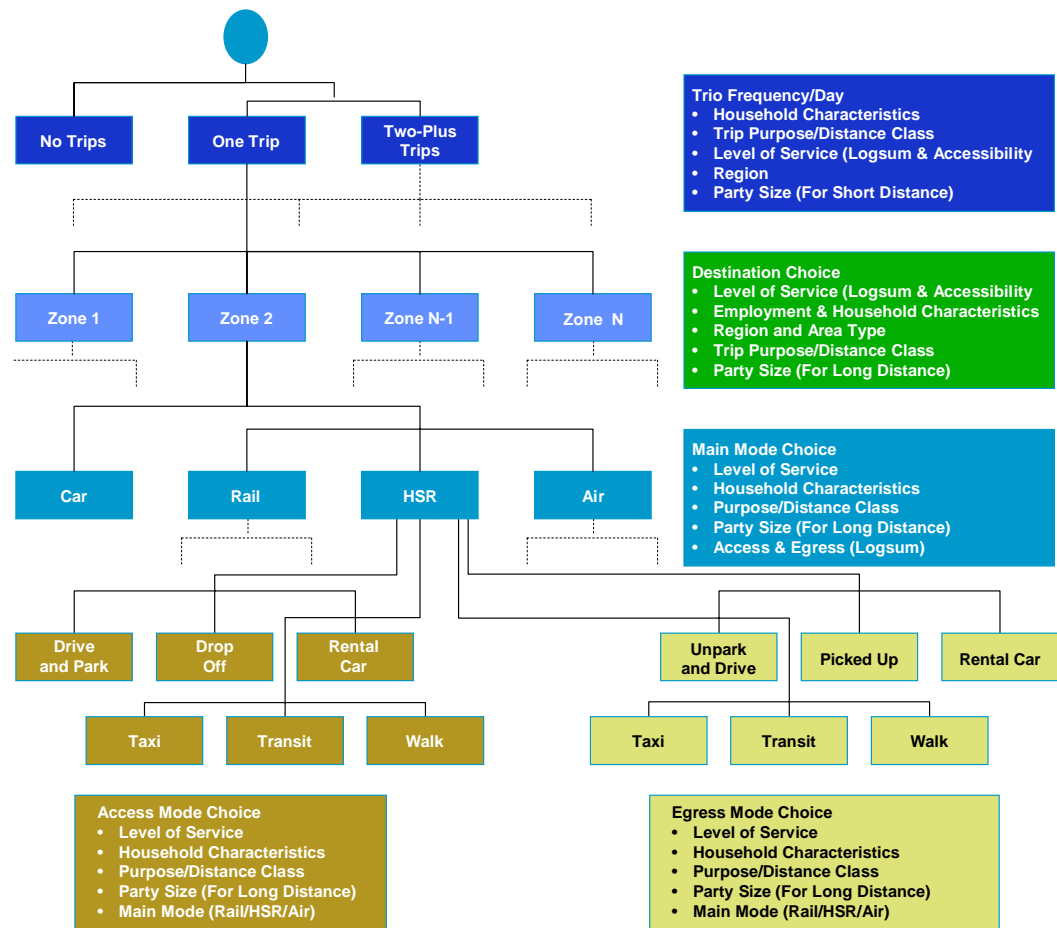 Trio Frequency/Day
• Household Characteristics
• Trip Purpose/Distance Class
• Level of Service (Logsum & Accessibility
• Region
• Party Size (For Short Distance)
No Trips
One Trip
Two-Plus
Trips
Destination Choice
• Level of Service (Logsum & Accessibility
• Employment & Household Characteristics
• Region and Area Type
• Trip Purpose/Distance Class
• Party Size (For Long Distance)
Zone 1
Zone 2
Zone N-1
Zone N
Main Mode Choice
• Level of Service
• Household Characteristics
• Purpose/Distance Class
• Party Size (For Long Distance)
• Access & Egress (Logsum)
Car
Rail
HSR
Air
Drive
and Park
Drop
Off
Rental
Car
Unpark
and Drive
Picked Up
Rental Car
Taxi
Transit
Walk
Taxi
Transit
Walk
Access Mode Choice
• Level of Service
• Household Characteristics
• Purpose/Distance Class
• Party Size (For Long Distance)
• Main Mode (Rail/HSR/Air)
Egress Mode Choice
• Level of Service
• Household Characteristics
• Purpose/Distance Class
• Party Size (For Long Distance)
• Main Mode (Rail/HSR/Air)